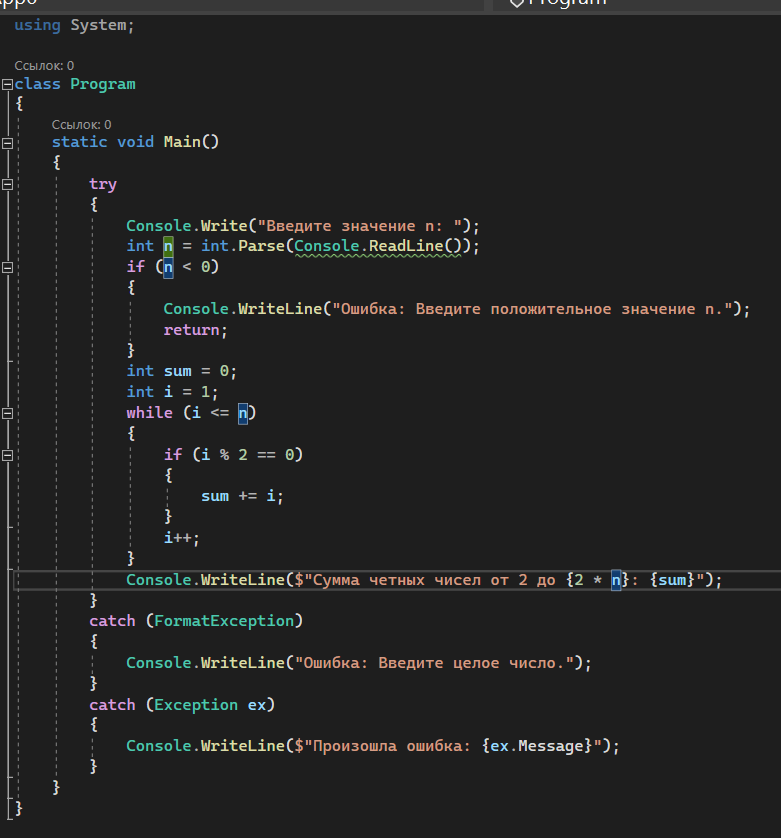 Program
using System;
Ссылок: 0
class Program
{
Ссылок: 0
static void Main()
{
try
{
Console.Write("Введите значение n: ");
int n = int.Parse(Console.ReadLine());
if (n < 0)
{
Console.WriteLine("Ошибка: Введите положительное значение n.");
return;
}
int sum = 0;
int i = 1;
while (i <= n)
{
if (i % 2 == 0)
{
sum += i;
}
i++;
}
Console.WriteLine($"Сумма четных чисел от 2 до {2 * n}: {sum}");
}
catch (FormatException)
{
Console.WriteLine("Ошибка: Введите целое число.");
}
catch (Exception ex)
{
Console.WriteLine($"Произошла ошибка: {ex.Message}");
}
}
}